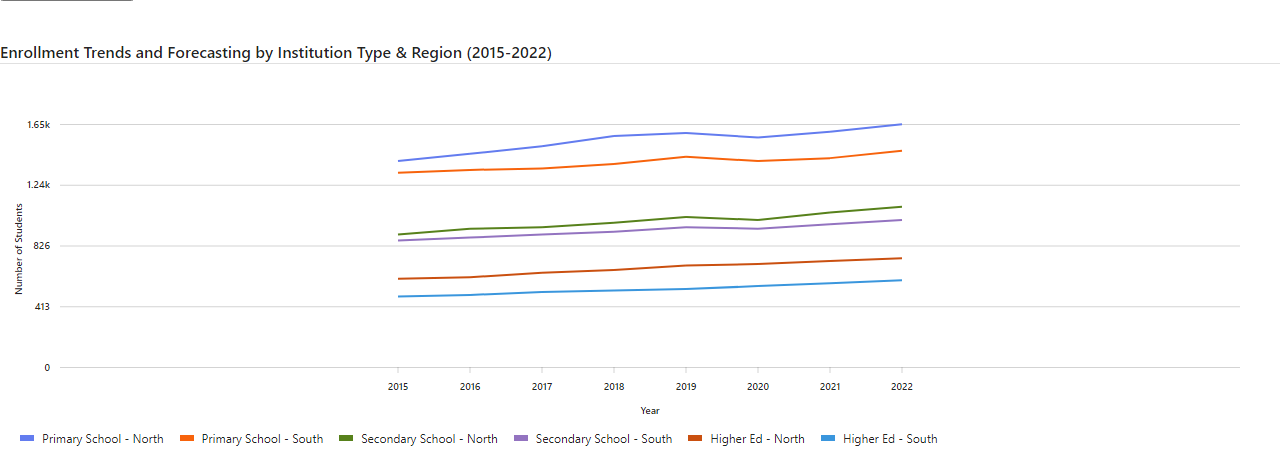 Enrollment Trends and Forecasting by Institution Type & Region (2015-2022)
1.65k
1.24k
826
413
0
Number of Students
2015 2016 2017 2018 2019 2020 2021 2022
Year
Primary School - North Primary School - South Secondary School - North Secondary School - South Higher Ed - North Higher Ed - South